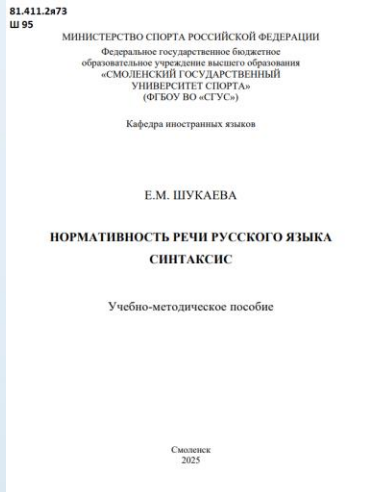 81.411.2я73
Ш 95
МИНИСТЕРСТВО СПОРТА РОССИЙСКОЙ ФЕДЕРАЦИИ
Федеральное государственное бюджетное
образовательное учреждение высшего образования
«СМОЛЕНСКИЙ ГОСУДАРСТВЕННЫЙ
УНИВЕРСИТЕТ СПОРТА»
(ФГБОУ ВО «СГУС»)
Кафедра иностранных языков
Е.М. ШУКАЕВА
НОРМАТИВНОСТЬ РЕЧИ РУССКОГО ЯЗЫКА
СИНТАКСИС
Учебно-методическое пособие
Смоленск
2025